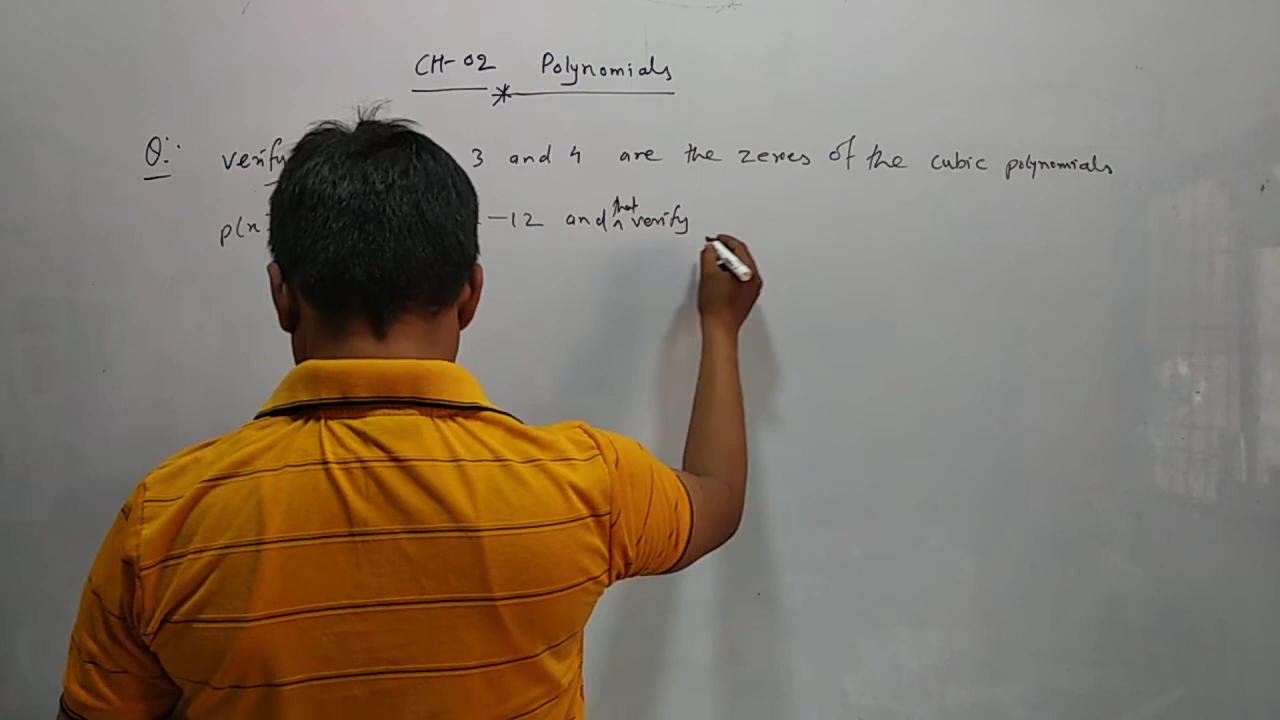 CH-02 Polynomials
Q:. verify 3 and 4 are the zeroes of the cubic polynomials
p(x -12 and that verify